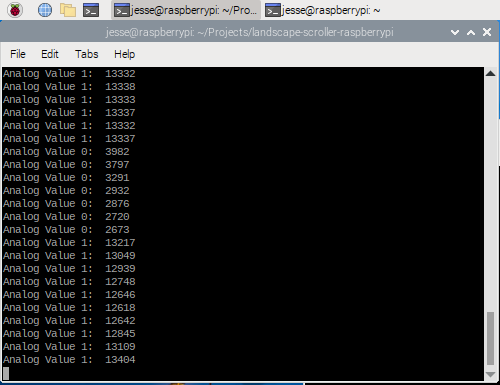 jesse@raspberrypi: ~/Pro...
jesse@raspberrypi: ~
jesse@raspberrypi: ~/Projects/landscape-scroller-raspberrypi
File Edit Tabs Help
Analog Value 1: 13332
Analog Value 1: 13338
Analog Value 1: 13333
Analog Value 1: 13337
Analog Value 1: 13332
Analog Value 1: 13337
Analog Value 0: 3982
Analog Value 0: 3797
Analog Value 0: 3291
Analog Value 0: 2932
Analog Value 0: 2876
Analog Value 0: 2720
Analog Value 0: 2673
Analog Value 1: 13217
Analog Value 1: 13049
Analog Value 1: 12939
Analog Value 1: 12748
Analog Value 1: 12646
Analog Value 1: 12618
Analog Value 1: 12642
Analog Value 1: 12845
Analog Value 1: 13109
Analog Value 1: 13404